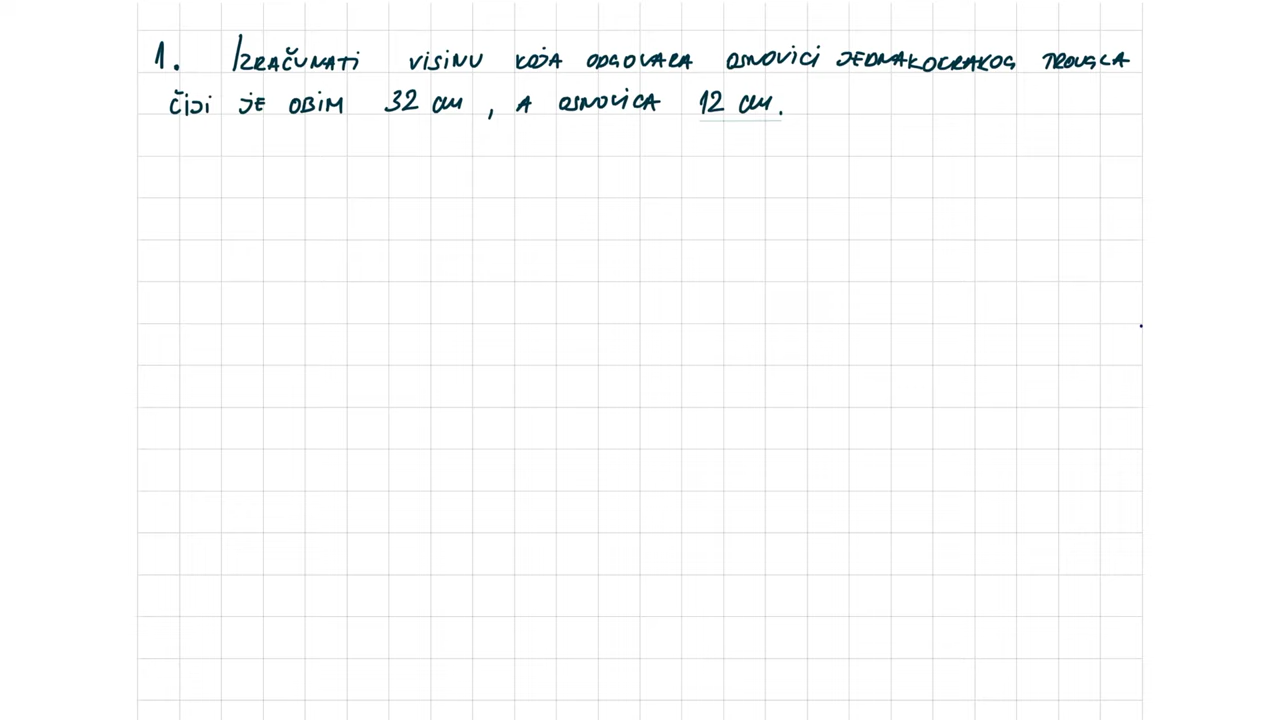 1. IZRAČUNATI VISINU KOJA ODGOVARA OSNOVICI JEDNAKOKRAKOG TROUGLA
ČIJI JE OBIM 32 cm, A OSNOVICA 12 cm.